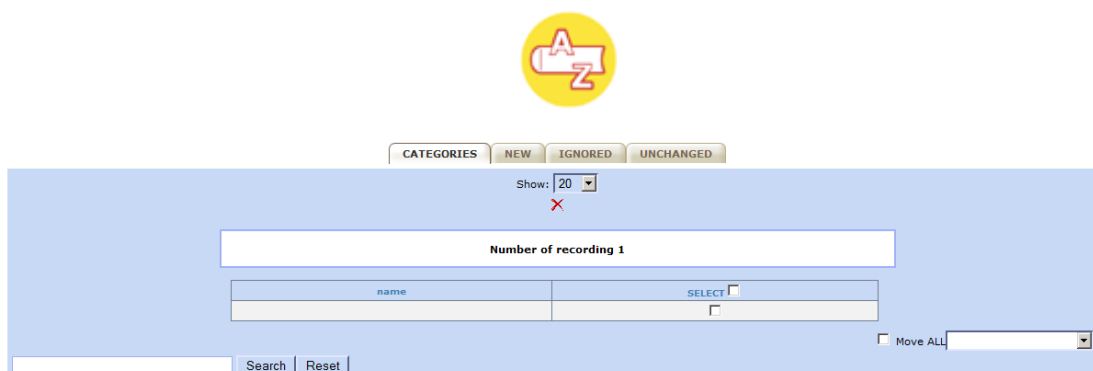 A
Z
CATEGORIES NEW IGNORED UNCHANGED
Show: 20
Number of recording 1
name SELECT
Move ALL
Search Reset